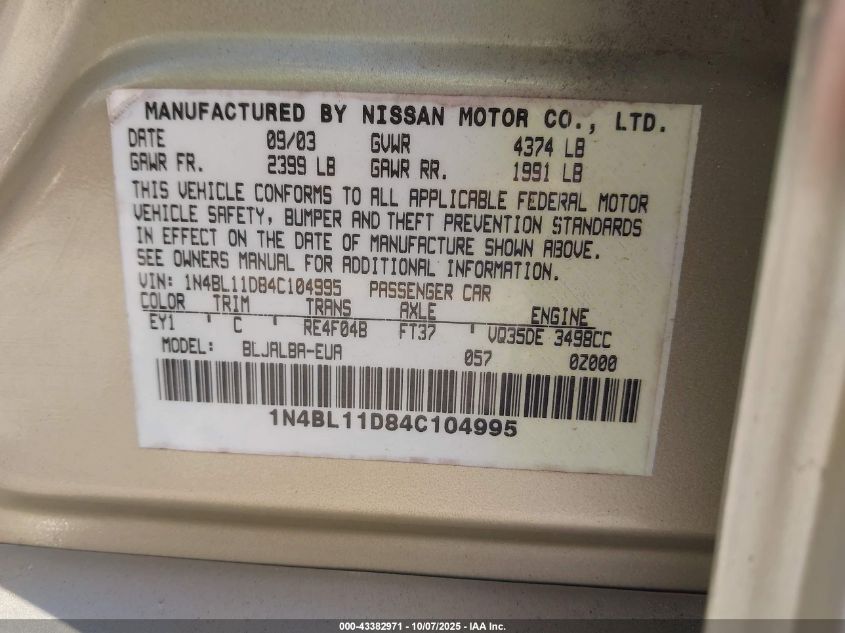 MANUFACTURED BY NISSAN MOTOR CO., LTD.
DATE 09/03 GVWR 4374 LB
GAWR FR. 2399 LB GAWR RR. 1991 LB
THIS VEHICLE CONFORMS TO ALL APPLICABLE FEDERAL MOTOR
VEHICLE SAFETY, BUMPER AND THEFT PREVENTION STANDARDS
IN EFFECT ON THE DATE OF MANUFACTURE SHOWN ABOVE.
SEE OWNERS MANUAL FOR ADDITIONAL INFORMATION.
VIN: 1N4BL11D84C104995 PASSENGER CAR
COLOR TRIM TRANS AXLE ENGINE
EY1 ' C ' RE4F04B FT37 ' VQ35DE 3498CC
MODEL: BLJALBA-EUA 057 0Z000
1N4BL11D84C104995
000-43382971 - 10/07/2025 - IAA Inc.